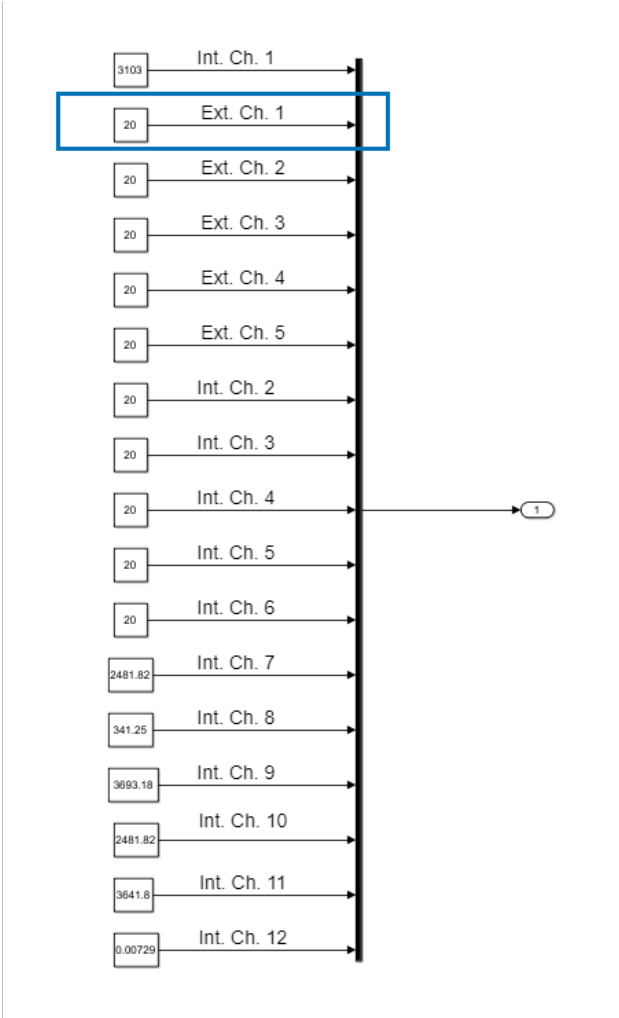 Int. Ch. 1
3103
Ext. Ch. 1
20
Ext. Ch. 2
20
Ext. Ch. 3
20
Ext. Ch. 4
20
Ext. Ch. 5
20
Int. Ch. 2
20
Int. Ch. 3
20
Int. Ch. 4
20
1
Int. Ch. 5
20
Int. Ch. 6
20
Int. Ch. 7
2481.82
Int. Ch. 8
341.25
Int. Ch. 9
3693.18
Int. Ch. 10
2481.82
Int. Ch. 11
3641.8
Int. Ch. 12
0.00729